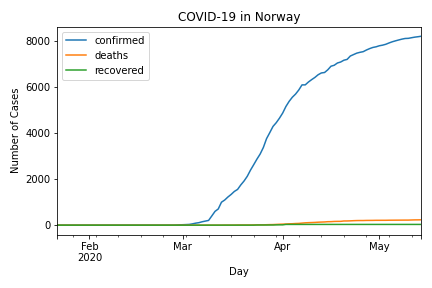 COVID-19 in Norway
confirmed
deaths
recovered
Number of Cases
8000
6000
4000
2000
0
Feb
2020
Mar
Apr
May
Day